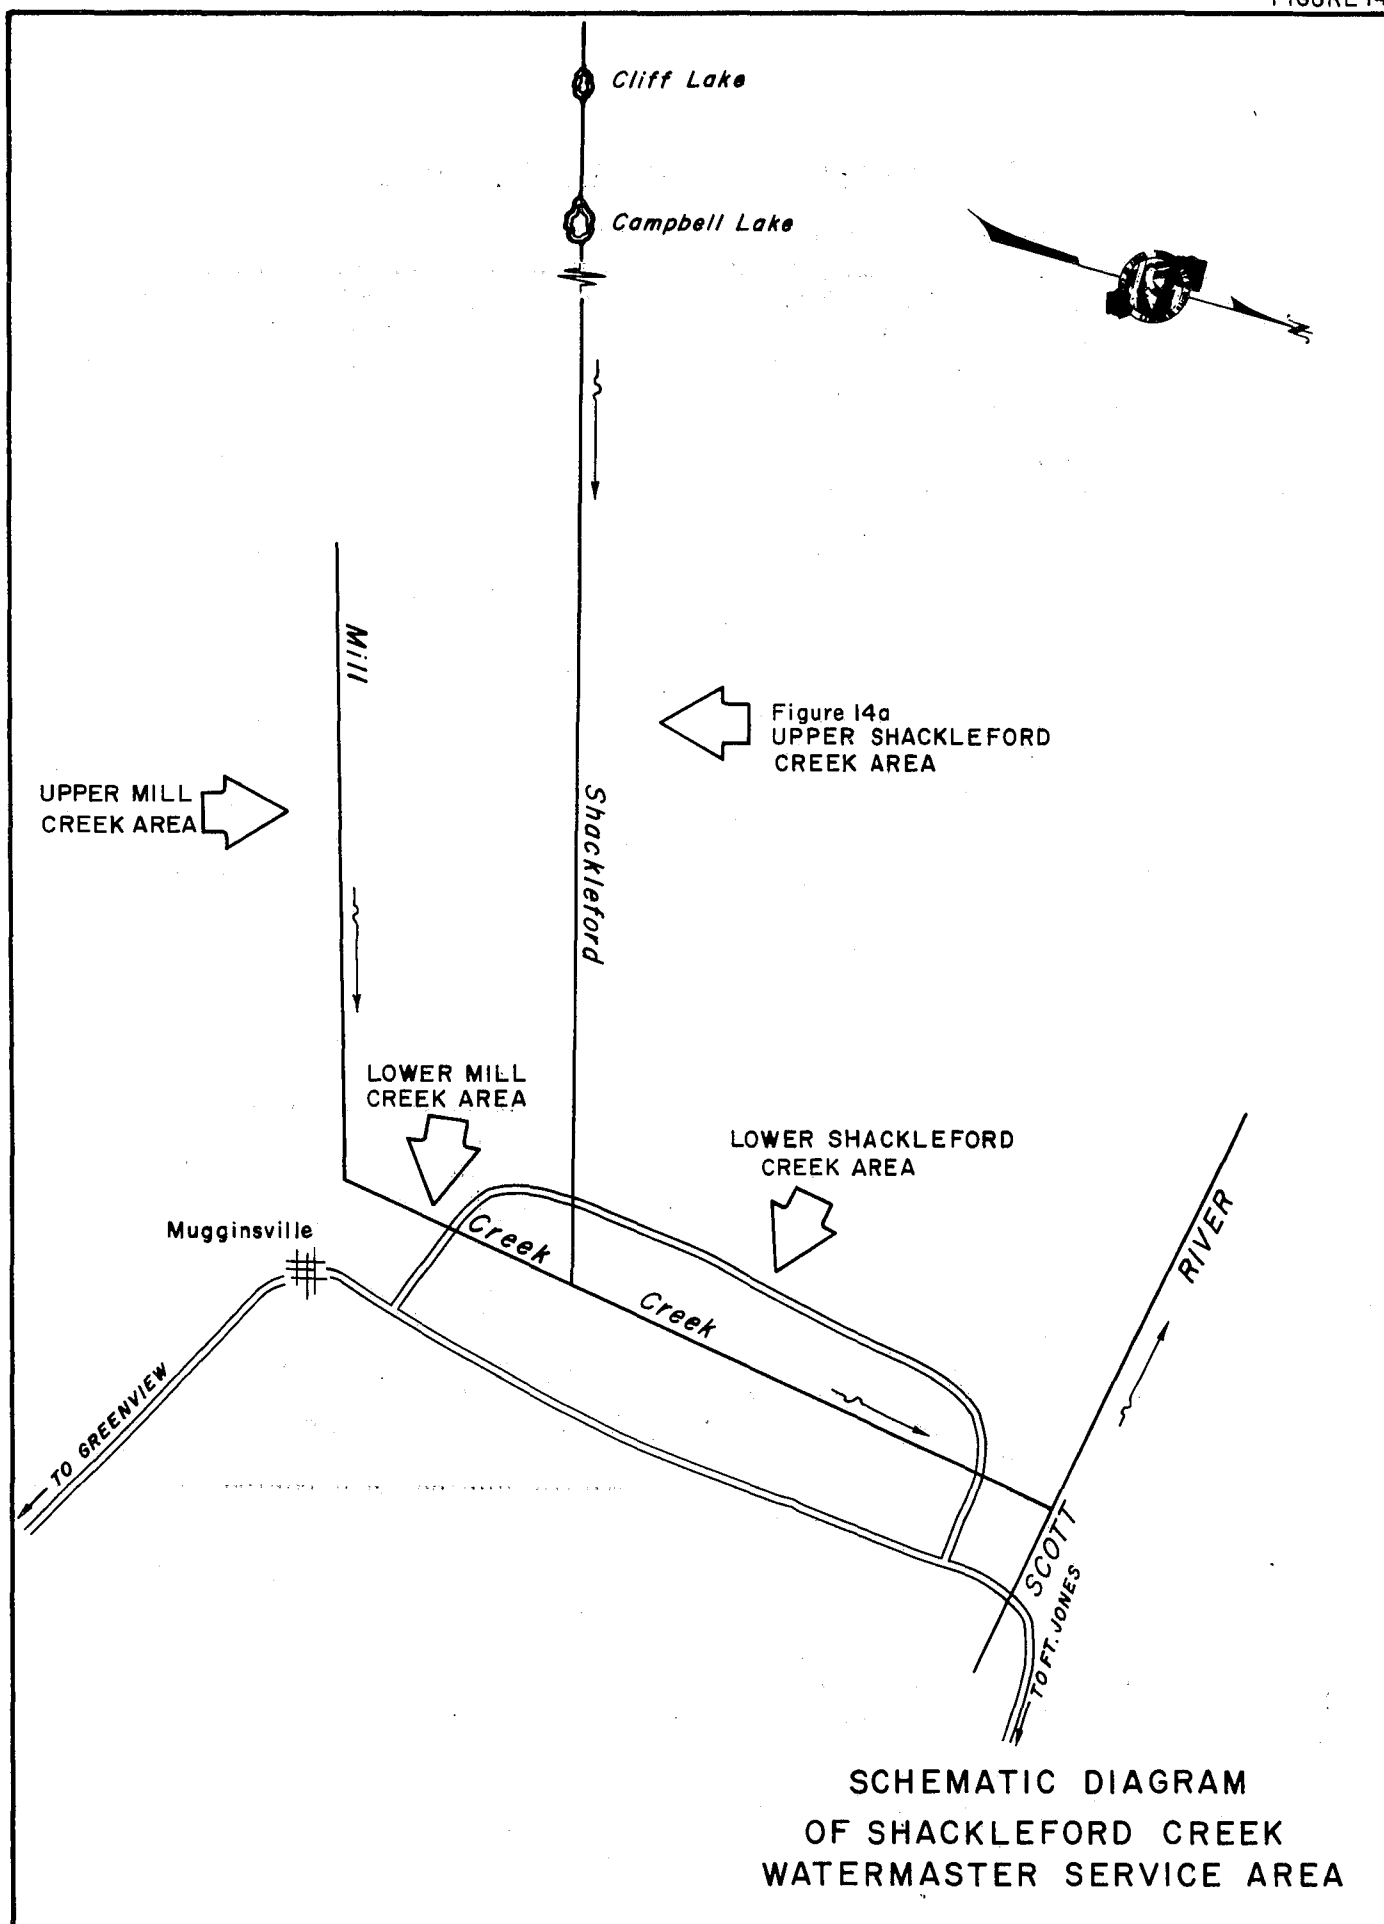 FIGURE 14
Cliff Lake
Campbell Lake
N
Mill
Figure 14a
UPPER SHACKLEFORD
CREEK AREA
UPPER MILL
CREEK AREA
Shackleford
LOWER MILL
CREEK AREA
LOWER SHACKLEFORD
CREEK AREA
Mugginsville
Creek
Creek
RIVER
SCOTT
TO GREENVIEW
TO FT. JONES
SCHEMATIC DIAGRAM
OF SHACKLEFORD CREEK
WATERMASTER SERVICE AREA